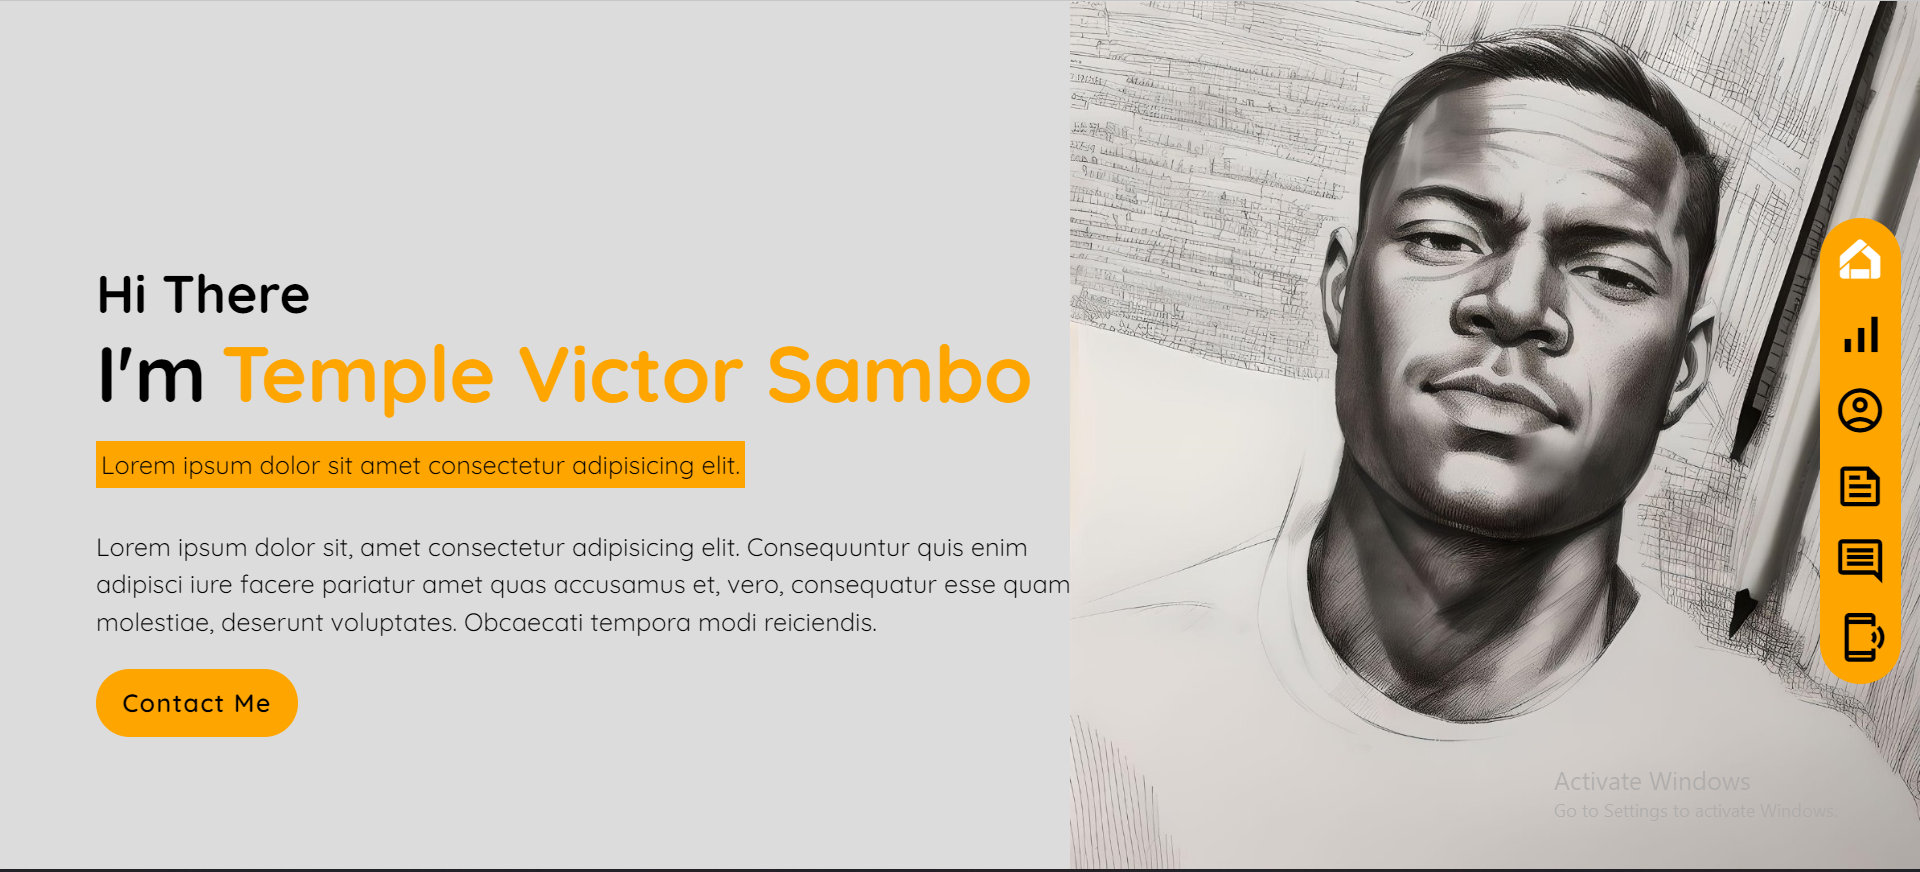 Hi There
I'm Temple Victor Sambo
Lorem ipsum dolor sit amet consectetur adipisicing elit.
Lorem ipsum dolor sit, amet consectetur adipisicing elit. Consequuntur quis enim
adipisci iure facere pariatur amet quas accusamus et, vero, consequatur esse quam
molestiae, deserunt voluptates. Obcaecati tempora modi reiciendis.
Contact Me
Activate Windows
Go to Settings to activate Windows.